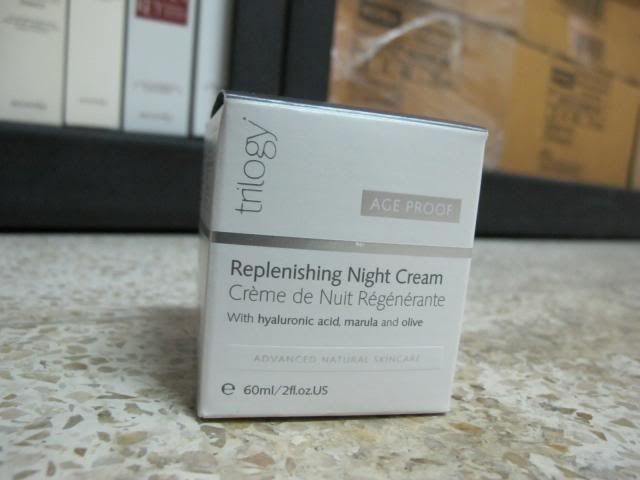 trilogy
AGE PROOF
Replenishing Night Cream
Crème de Nuit Régénérante
With hyaluronic acid, marula and olive
ADVANCED NATURAL SKINCARE
e 60ml/2fl.oz.US